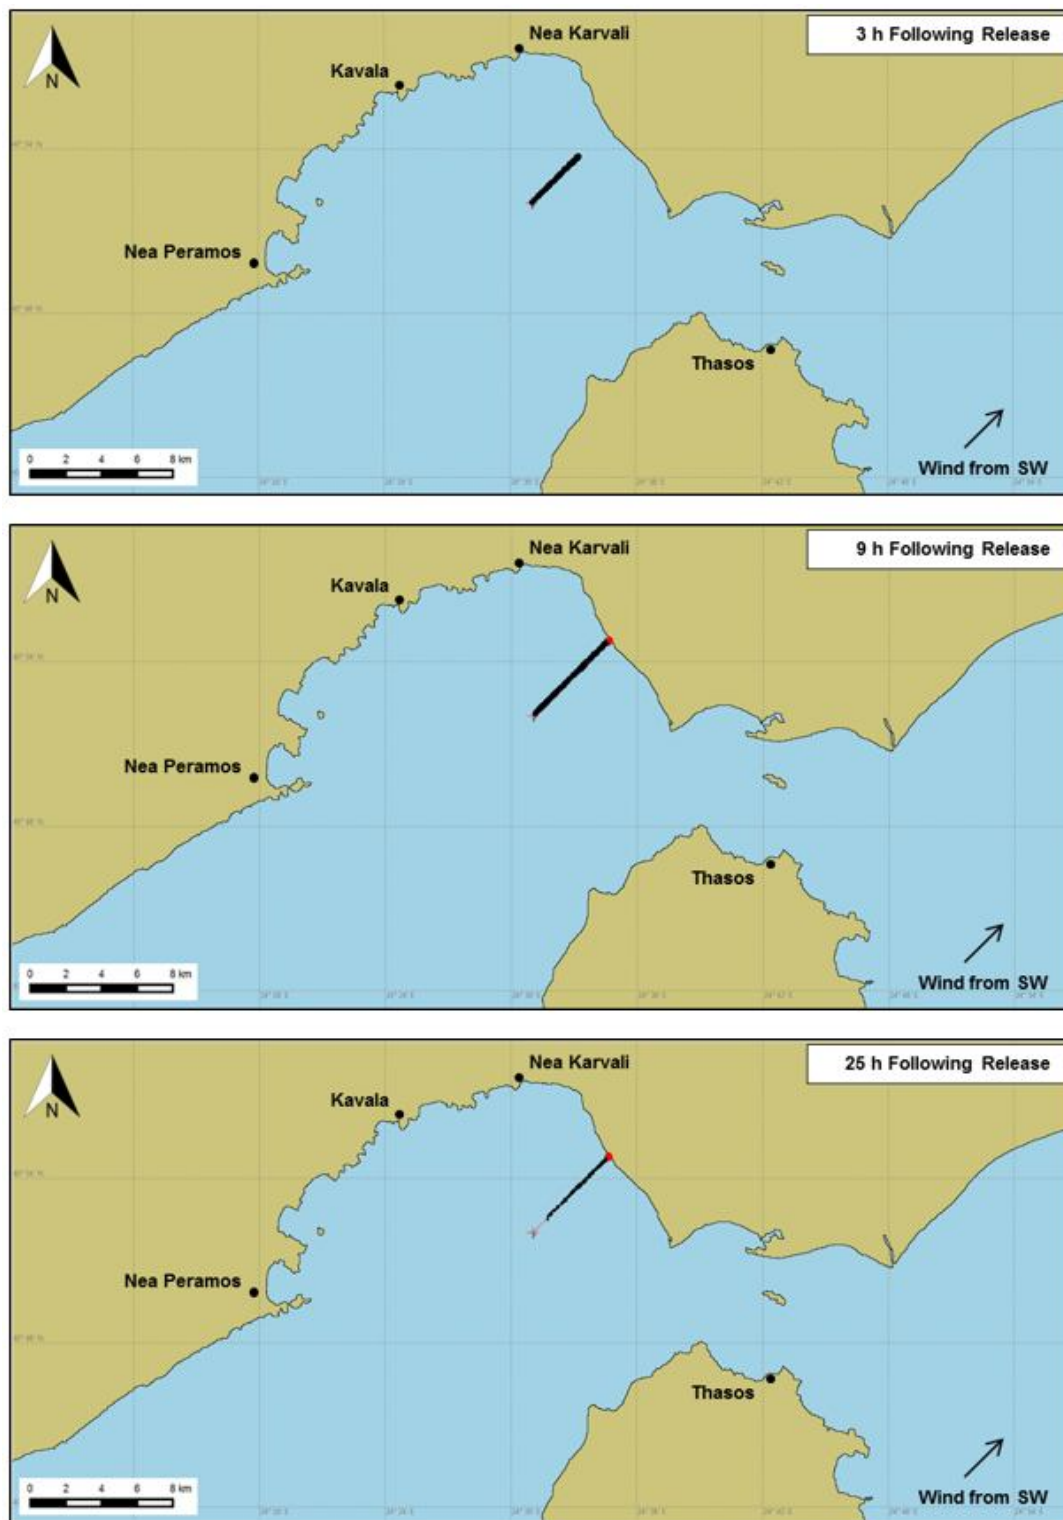 3 h Following Release
Nea Karvali
Kavala
N
Nea Peramos
Thasos
Wind from SW
0 2 4 6 8 km
9 h Following Release
Nea Karvali
Kavala
N
Nea Peramos
Thasos
Wind from SW
0 2 4 6 8 km
25 h Following Release
Nea Karvali
Kavala
N
Nea Peramos
Thasos
Wind from SW
0 2 4 6 8 km